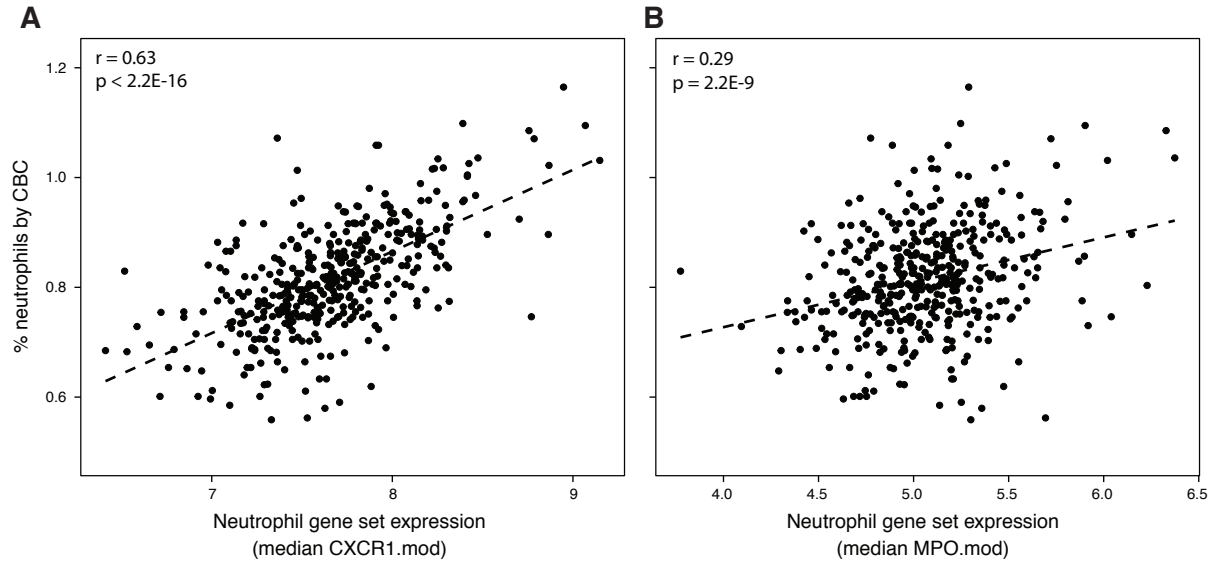 A
r = 0.63
p < 2.2E-16
1.2
1.0
0.8
0.6
% neutrophils by CBC
7 8 9
Neutrophil gene set expression
(median CXCR1.mod)
B
r = 0.29
p = 2.2E-9
4.0 4.5 5.0 5.5 6.0 6.5
Neutrophil gene set expression
(median MPO.mod)